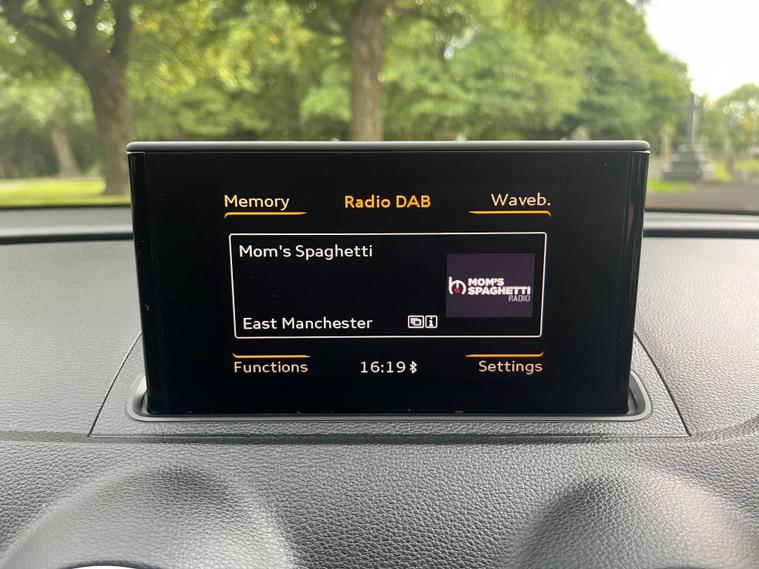 Memory
Radio DAB
Waveb.
Mom's Spaghetti
MOM'S
SPAGHETTI
RADIO
East Manchester
Functions
16:19
Settings